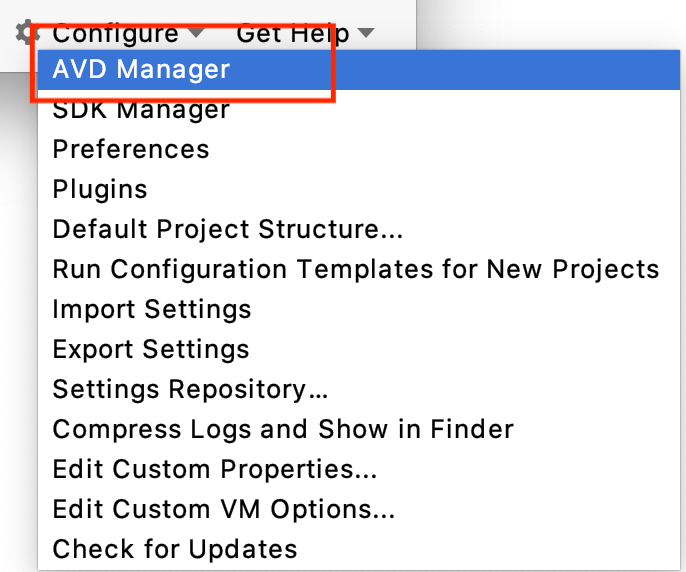 Configure Get Help
AVD Manager
SDK Manager
Preferences
Plugins
Default Project Structure...
Run Configuration Templates for New Projects
Import Settings
Export Settings
Settings Repository...
Compress Logs and Show in Finder
Edit Custom Properties...
Edit Custom VM Options...
Check for Updates